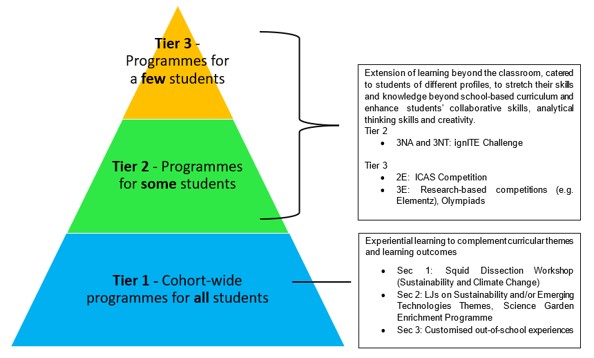 Tier 3 -
Programmes for
a few students
Tier 2 - Programmes
for some students
Tier 1 - Cohort-wide
programmes for all students
Extension of learning beyond the classroom, catered
to students of different profiles, to stretch their skills
and knowledge beyond school-based curriculum and
enhance students' collaborative skills, analytical
thinking skills and creativity.
Tier 2
• 3NA and 3NT: ignITE Challenge
Tier 3
• 2E: ICAS Competition
• 3E: Research-based competitions (e.g.
Elementz), Olympiads
Experiential learning to complement curricular themes
and learning outcomes
• Sec 1: Squid Dissection Workshop
(Sustainability and Climate Change)
• Sec 2: LJs on Sustainability and/or Emerging
Technologies Themes, Science Garden
Enrichment Programme
• Sec 3: Customised out-of-school experiences